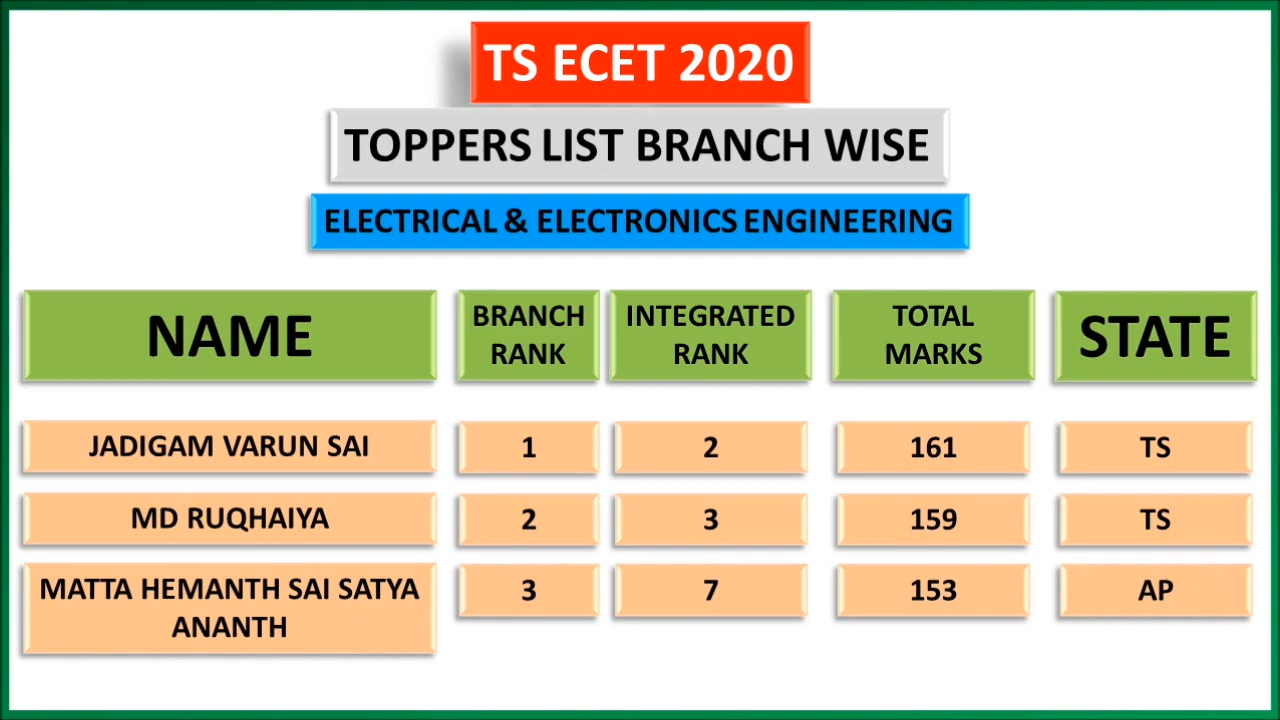 TS ECET 2020
TOPPERS LIST BRANCH WISE
ELECTRICAL & ELECTRONICS ENGINEERING
NAME BRANCH RANK INTEGRATED RANK TOTAL MARKS STATE
JADIGAM VARUN SAI 1 2 161 TS
MD RUQHAIYA 2 3 159 TS
MATTA HEMANTH SAI SATYA ANANTH 3 7 153 AP